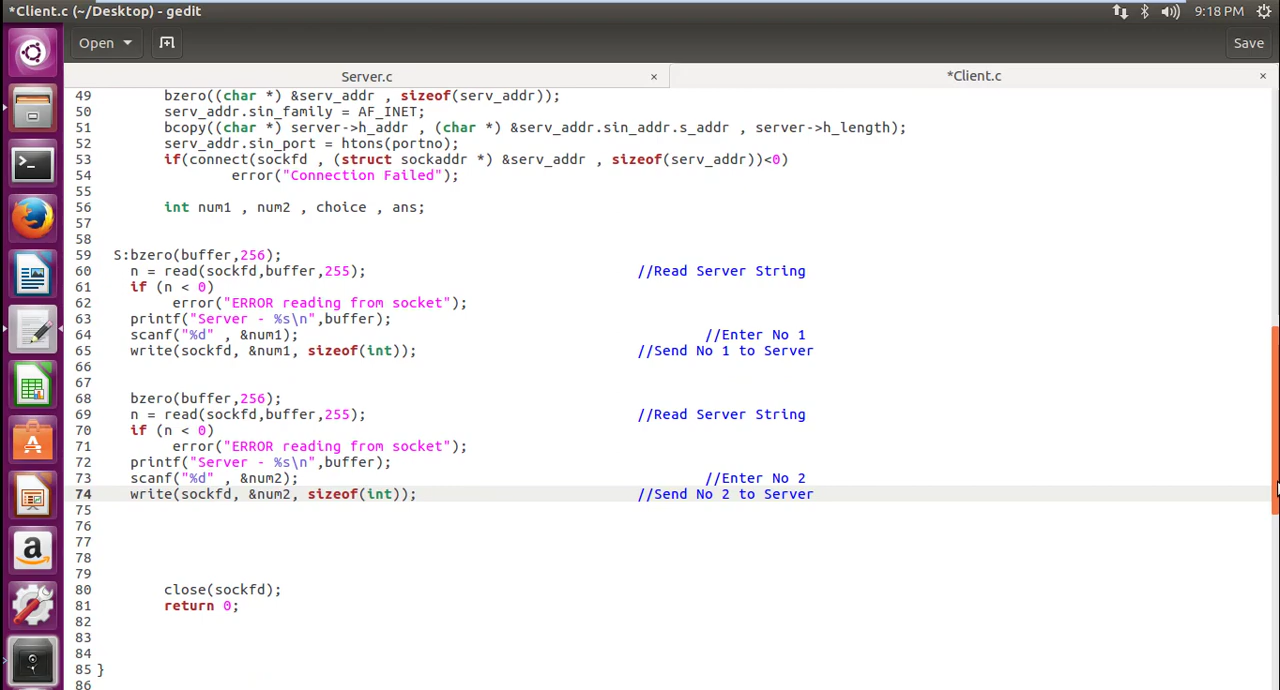 *Client.c (~/Desktop) - gedit
9:18 PM
Open
Save
Server.c ×
*Client.c ×
49 bzero((char *) &serv_addr , sizeof(serv_addr));
50 serv_addr.sin_family = AF_INET;
51 bcopy((char *) server->h_addr , (char *) &serv_addr.sin_addr.s_addr , server->h_length);
52 serv_addr.sin_port = htons(portno);
53 if(connect(sockfd , (struct sockaddr *) &serv_addr , sizeof(serv_addr))<0)
54 error("Connection Failed");
55
56 int num1 , num2 , choice , ans;
57
58
59 S:bzero(buffer,256);
60 n = read(sockfd,buffer,255); //Read Server String
61 if (n < 0)
62 error("ERROR reading from socket");
63 printf("Server - %s\n",buffer);
64 scanf("%d" , &num1); //Enter No 1
65 write(sockfd, &num1, sizeof(int)); //Send No 1 to Server
66
67
68 bzero(buffer,256);
69 n = read(sockfd,buffer,255); //Read Server String
70 if (n < 0)
71 error("ERROR reading from socket");
72 printf("Server - %s\n",buffer);
73 scanf("%d" , &num2); //Enter No 2
74 write(sockfd, &num2, sizeof(int)); //Send No 2 to Server
75
76
77
78
79
80 close(sockfd);
81 return 0;
82
83
84
85 }
86